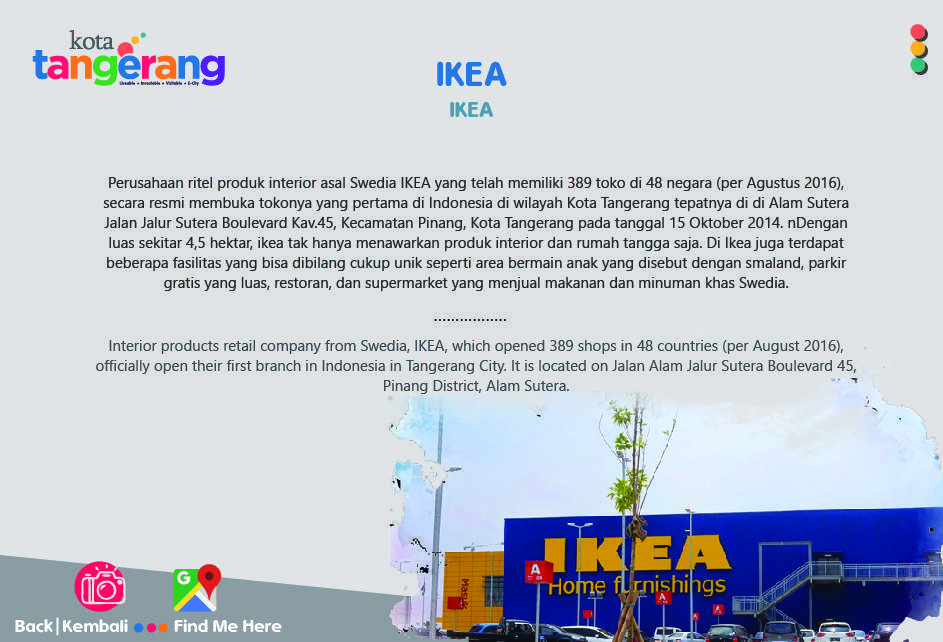 kota
tangerang
Liveable • Investable • Visitable • E-City
IKEA
IKEA
Perusahaan ritel produk interior asal Swedia IKEA yang telah memiliki 389 toko di 48 negara (per Agustus 2016),
secara resmi membuka tokonya yang pertama di Indonesia di wilayah Kota Tangerang tepatnya di di Alam Sutera
Jalan Jalur Sutera Boulevard Kav.45, Kecamatan Pinang, Kota Tangerang pada tanggal 15 Oktober 2014. nDengan
luas sekitar 4,5 hektar, ikea tak hanya menawarkan produk interior dan rumah tangga saja. Di Ikea juga terdapat
beberapa fasilitas yang bisa dibilang cukup unik seperti area bermain anak yang disebut dengan smaland, parkir
gratis yang luas, restoran, dan supermarket yang menjual makanan dan minuman khas Swedia.
.................
Interior products retail company from Swedia, IKEA, which opened 389 shops in 48 countries (per August 2016),
officially open their first branch in Indonesia in Tangerang City. It is located on Jalan Alam Jalur Sutera Boulevard 45,
Pinang District, Alam Sutera.
IKEA
Home furnishings
Masuk
A
A
A
G
Back|Kembali
Find Me Here